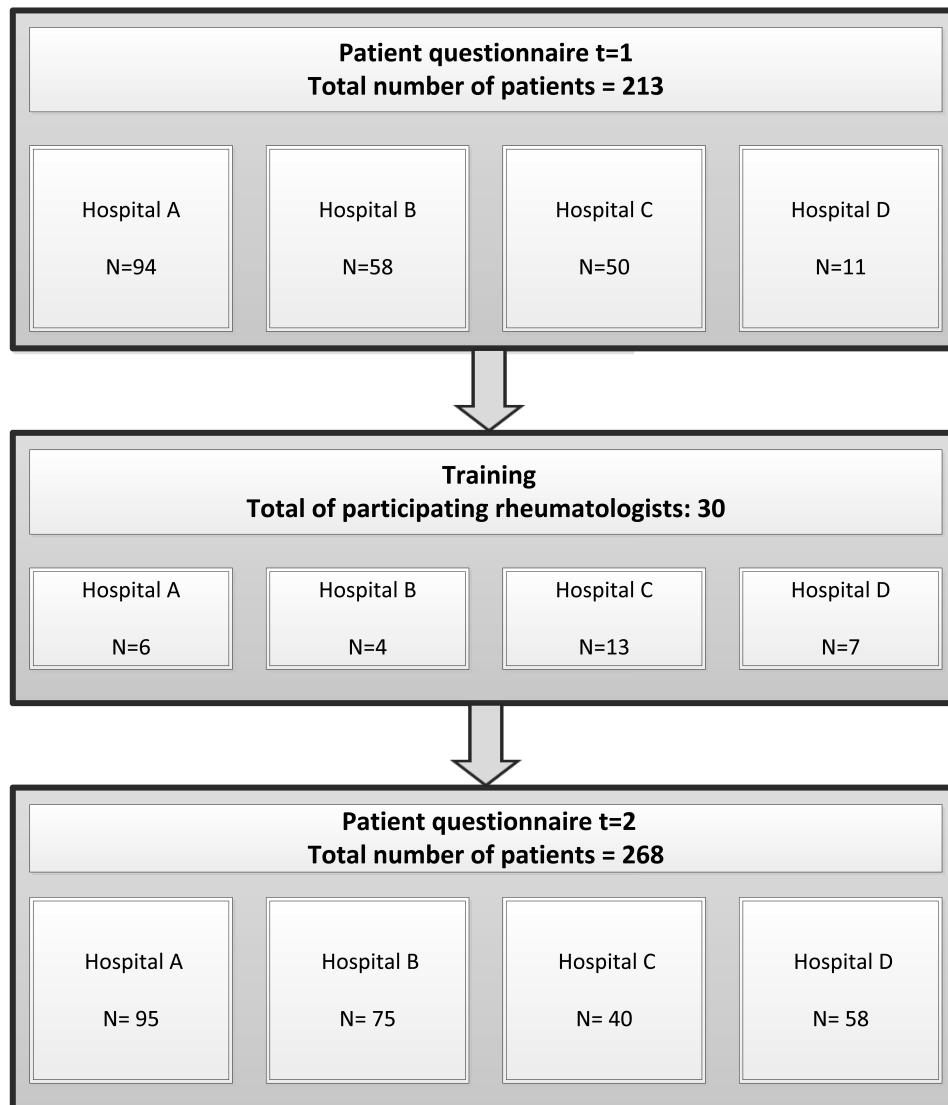 Patient questionnaire t=1
Total number of patients = 213
Hospital A
N=94
Hospital B
N=58
Hospital C
N=50
Hospital D
N=11
Training
Total of participating rheumatologists: 30
Hospital A
N=6
Hospital B
N=4
Hospital C
N=13
Hospital D
N=7
Patient questionnaire t=2
Total number of patients = 268
Hospital A
N= 95
Hospital B
N= 75
Hospital C
N= 40
Hospital D
N= 58